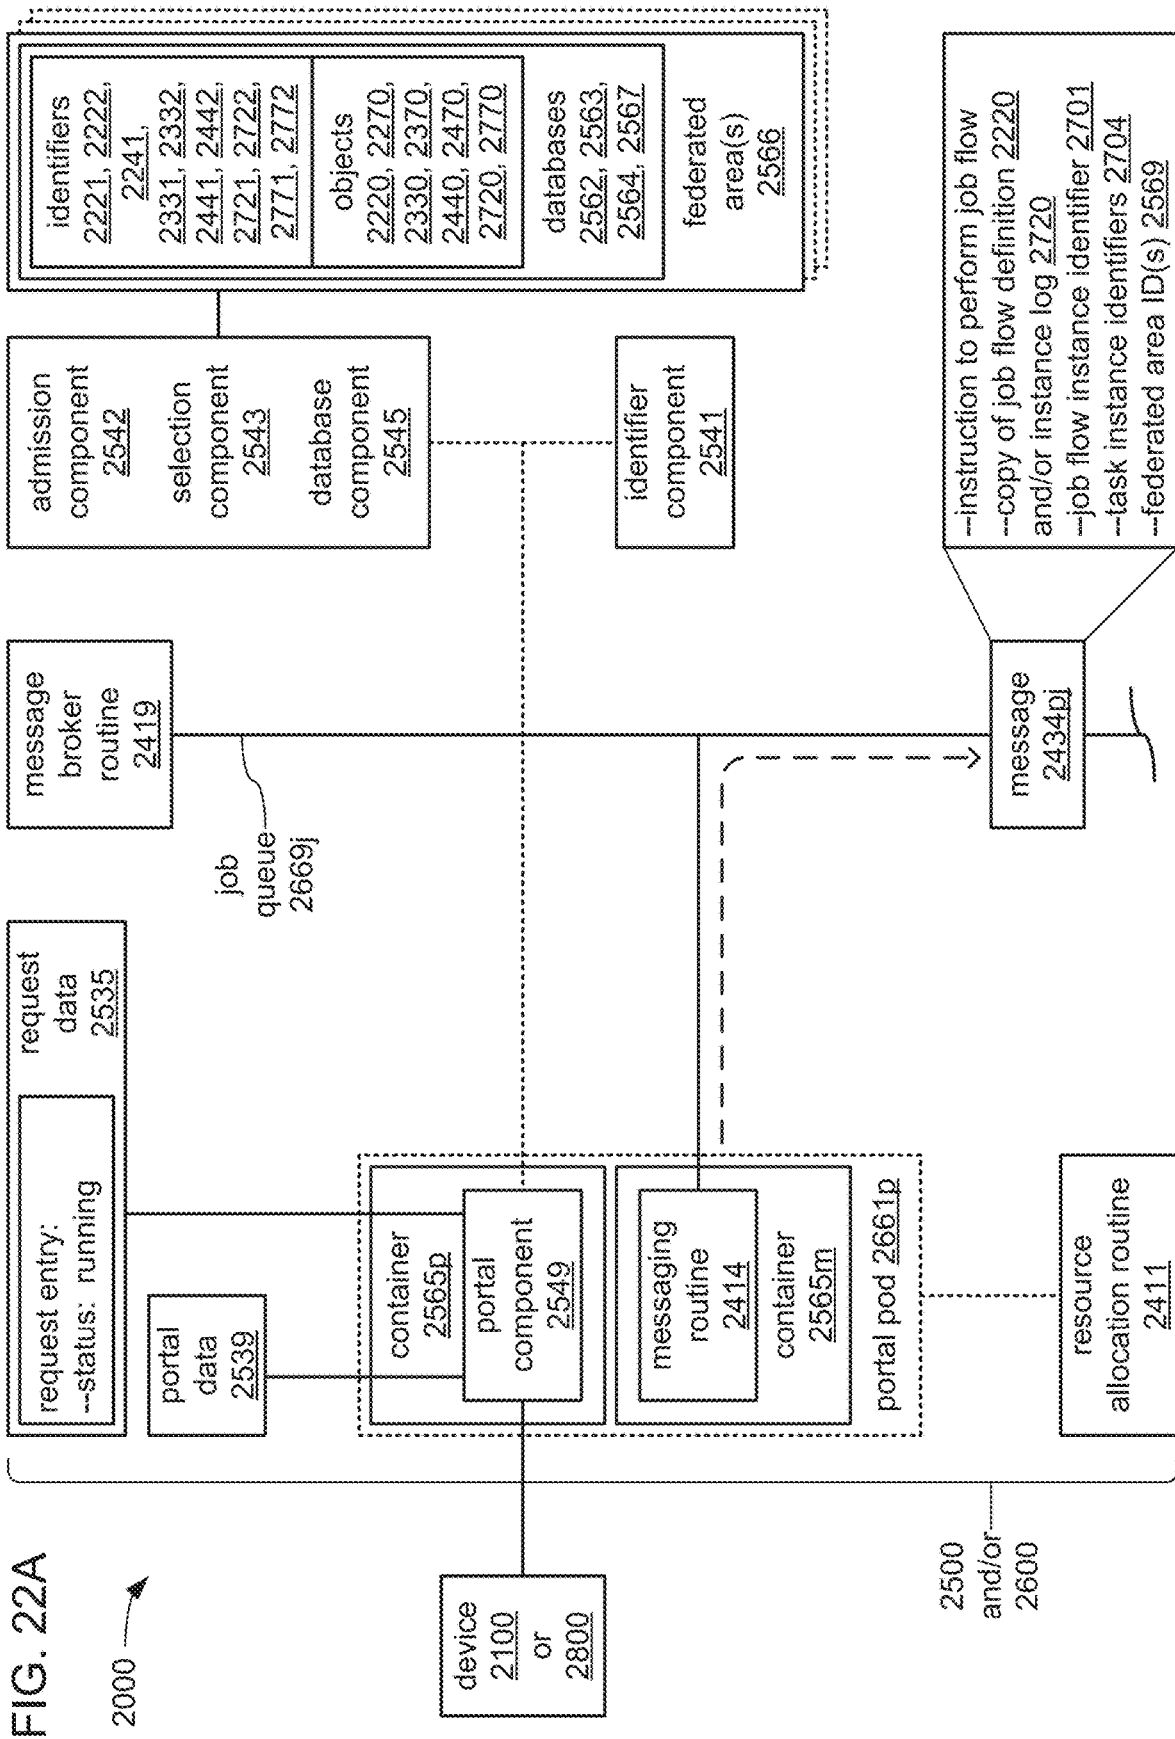 FIG. 22A
2000
device
2100
or
2800
2500
and/or
2600
request entry:
--status: running
request
data
2535
portal
data
2539
container
2565p
portal
component
2549
messaging
routine
2414
container
2565m
portal pod 2661p
resource
allocation routine
2411
message
broker
routine
2419
job
queue
2669j
message
2434pj
admission
component
2542
selection
component
2543
database
component
2545
identifier
component
2541
identifiers
2221, 2222,
2241,
2331, 2332,
2441, 2442,
2721, 2722,
2771, 2772
objects
2220, 2270,
2330, 2370,
2440, 2470,
2720, 2770
databases
2562, 2563,
2564, 2567
federated
area(s)
2566
--instruction to perform job flow
--copy of job flow definition 2220
and/or instance log 2720
--job flow instance identifier 2701
--task instance identifiers 2704
--federated area ID(s) 2569